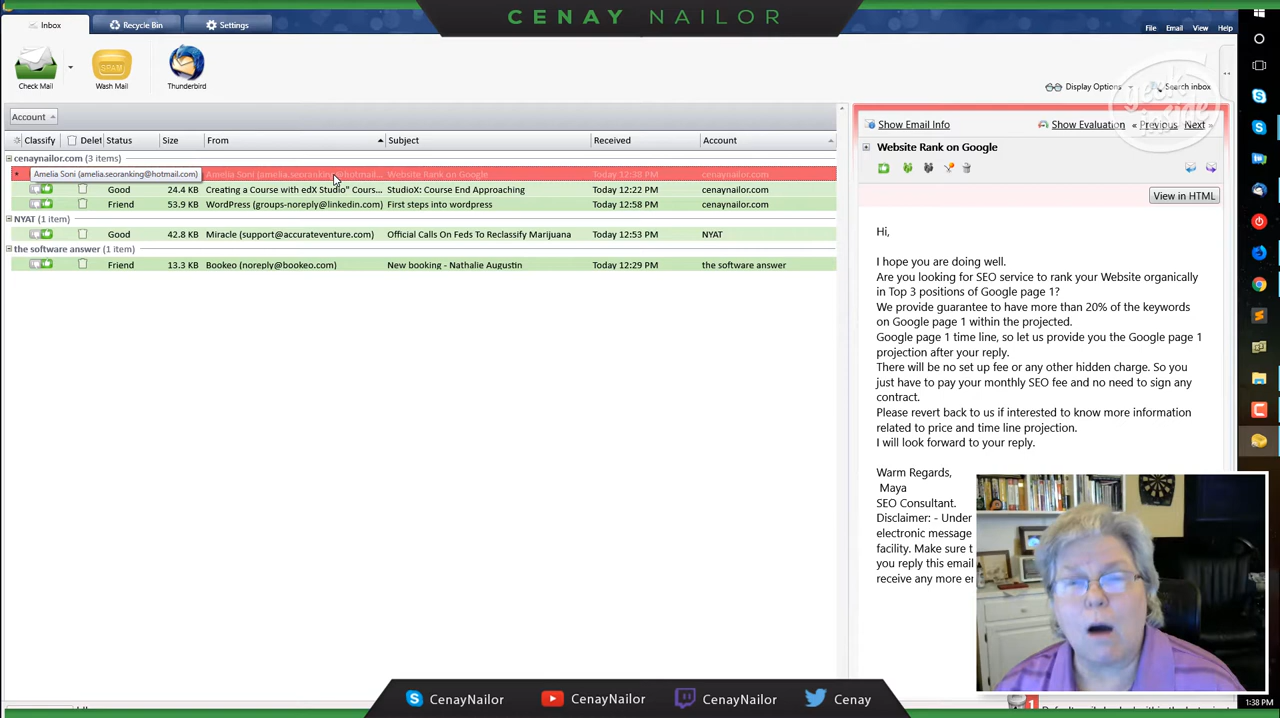 CENAY NAILOR
Inbox
Recycle Bin
Settings
File Email View Help
Check Mail
Wash Mail
SPAM
Thunderbird
Display Options
Search inbox
geek inside
Account
Classify Delet Status Size From Subject Received Account
cenaynailor.com (3 items)
Amelia Soni (amelia.seoranking@hotmail.com) Amelia Soni (amelia.seoranking@hotmail... Website Rank on Google Today 12:38 PM cenaynailor.com
Good 24.4 KB Creating a Course with edX Studio" Cours... StudioX: Course End Approaching Today 12:22 PM cenaynailor.com
Friend 53.9 KB WordPress (groups-noreply@linkedin.com) First steps into worpress Today 12:58 PM cenaynailor.com
NYAT (1 item)
Good 42.8 KB Miracle (support@accurateventure.com) Official Calls On Feds To Reclassify Marijuana Today 12:53 PM NYAT
the software answer (1 item)
Friend 13.3 KB Bookeo (noreply@bookeo.com) New booking - Nathalie Augustin Today 12:29 PM the software answer
Show Email Info
Show Evaluation « Previous Next »
Website Rank on Google
View in HTML
Hi,
I hope you are doing well.
Are you looking for SEO service to rank your Website organically
in Top 3 positions of Google page 1?
We provide guarantee to have more than 20% of the keywords
on Google page 1 within the projected.
Google page 1 time line, so let us provide you the Google page 1
projection after your reply.
There will be no set up fee or any other hidden charge. So you
just have to pay your monthly SEO fee and no need to sign any
contract.
Please revert back to us if interested to know more information
related to price and time line projection.
I will look forward to your reply.
Warm Regards,
Maya
SEO Consultant.
Disclaimer: - Under
electronic message
facility. Make sure t
you reply this email
receive any more e
CenayNailor
CenayNailor
CenayNailor
Cenay
1
1:38 PM